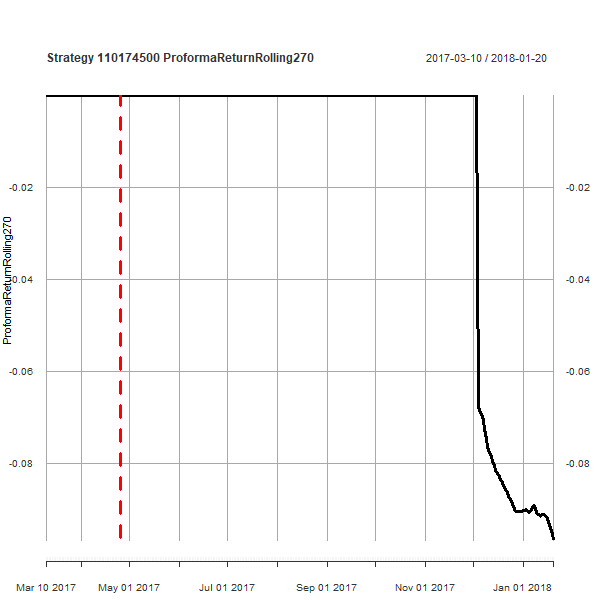 Strategy 110174500 ProformaReturnRolling270
2017-03-10 / 2018-01-20
-0.02
-0.02
-0.04
-0.04
-0.06
-0.06
-0.08
-0.08
ProformaReturnRolling270
Mar 10 2017
May 01 2017
Jul 01 2017
Sep 01 2017
Nov 01 2017
Jan 01 2018